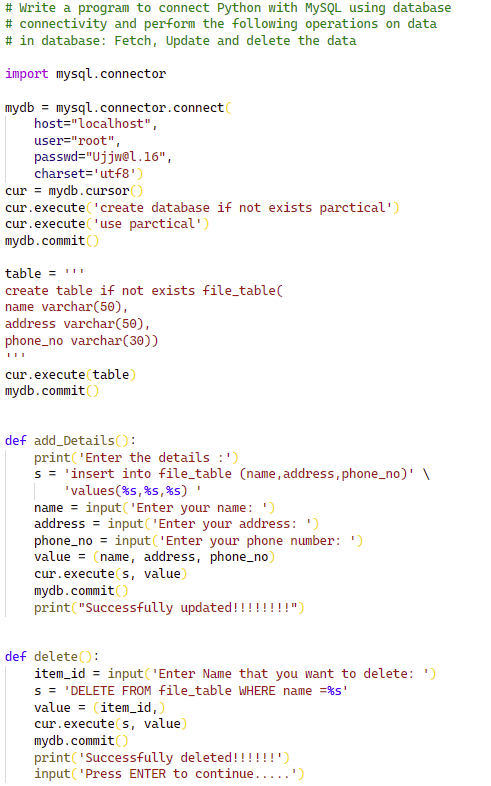 # Write a program to connect Python with MySQL using database
# connectivity and perform the following operations on data
# in database: Fetch, Update and delete the data
import mysql.connector
mydb = mysql.connector.connect(
    host="localhost",
    user="root",
    passwd="Ujjw@l.16",
    charset='utf8')
cur = mydb.cursor()
cur.execute('create database if not exists parctical')
cur.execute('use parctical')
mydb.commit()
table = '''
create table if not exists file_table(
name varchar(50),
address varchar(50),
phone_no varchar(30))
'''
cur.execute(table)
mydb.commit()
def add_Details():
    print('Enter the details :')
    s = 'insert into file_table (name,address,phone_no)' \
        'values(%s,%s,%s) '
    name = input('Enter your name: ')
    address = input('Enter your address: ')
    phone_no = input('Enter your phone number: ')
    value = (name, address, phone_no)
    cur.execute(s, value)
    mydb.commit()
    print("Successfully updated!!!!!!!!")
def delete():
    item_id = input('Enter Name that you want to delete: ')
    s = 'DELETE FROM file_table WHERE name =%s'
    value = (item_id,)
    cur.execute(s, value)
    mydb.commit()
    print('Successfully deleted!!!!!!')
    input('Press ENTER to continue.....')